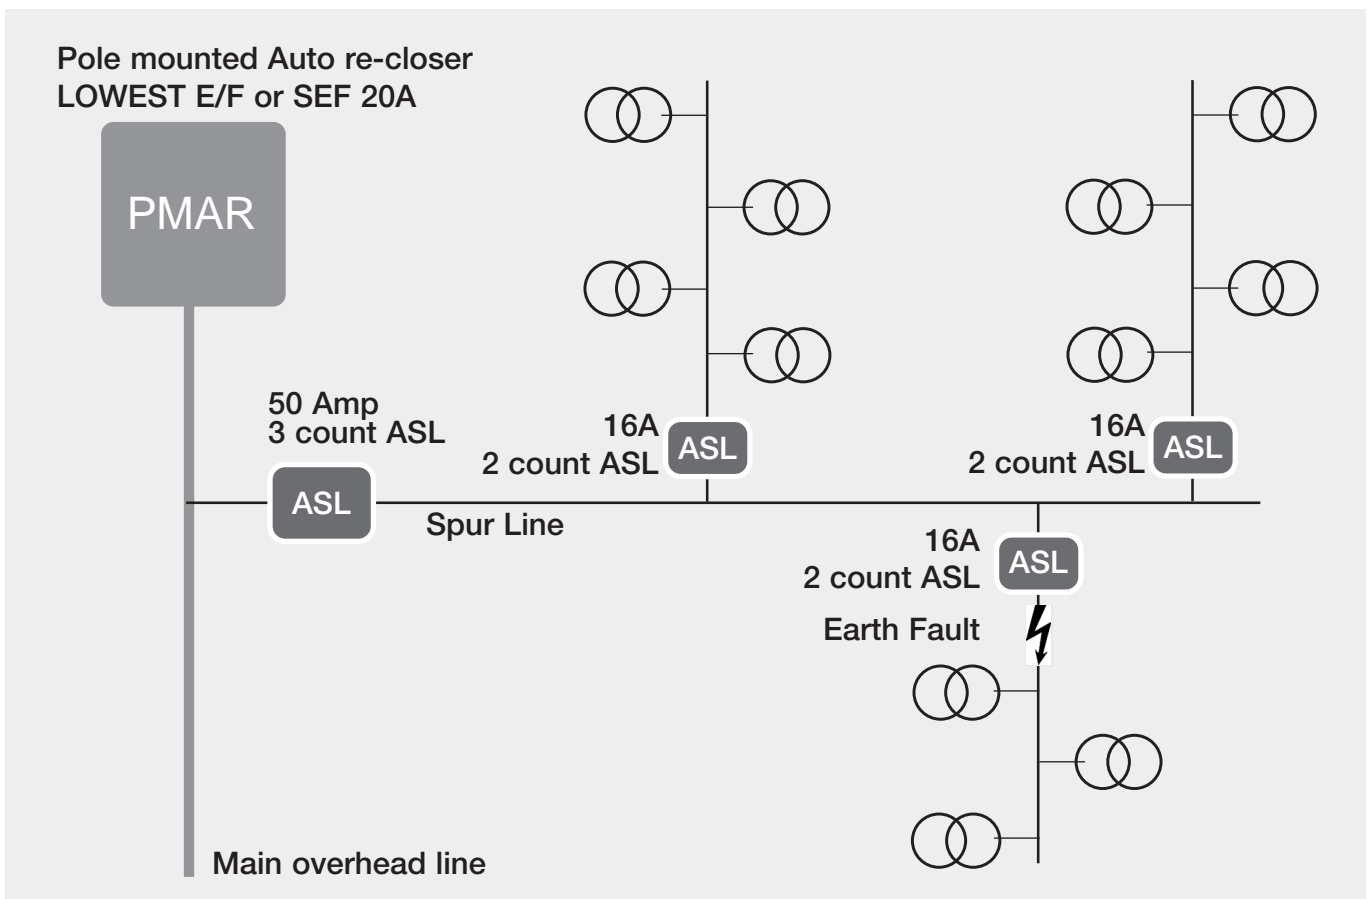 Pole mounted Auto re-closer
LOWEST E/F or SEF 20A
PMAR
50 Amp
3 count ASL
ASL
Spur Line
16A
2 count ASL
ASL
16A
2 count ASL
ASL
16A
2 count ASL
ASL
Earth Fault
Main overhead line